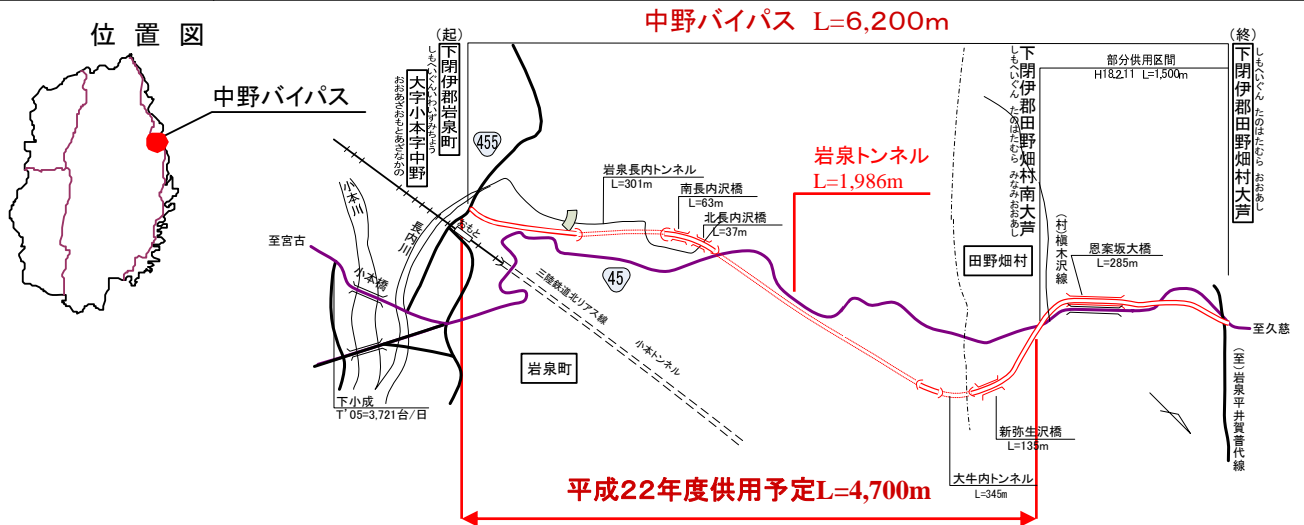 中野バイパス L=6,200m
位置図
中野バイパス
(起)
下閉伊郡岩泉町
しもへいぐんいわいずみちょう
大字小本字中野
おおあざおもとあざなかの
(終)
下閉伊郡田野畑村大芦
しもへいぐん たのはたむら おおあし
下閉伊郡田野畑村南大芦
しもへいぐん たのはたむら みなみおおあし
部分供用区間
H18.2.11 L=1,500m
455
岩泉トンネル
L=1,986m
岩泉長内トンネル
L=301m
南長内沢橋
L=63m
北長内沢橋
L=37m
小本川
長内川
おもと
至宮古
小本橋
45
三陸鉄道北リアス線
小本トンネル
田野畑村
(村)槇木沢線
思案坂大橋
L=285m
至久慈
岩泉町
下小成
T'05=3,721台/日
新弥生沢橋
L=135m
大牛内トンネル
L=345m
(至)岩泉平井賀普代線
平成22年度供用予定L=4,700m